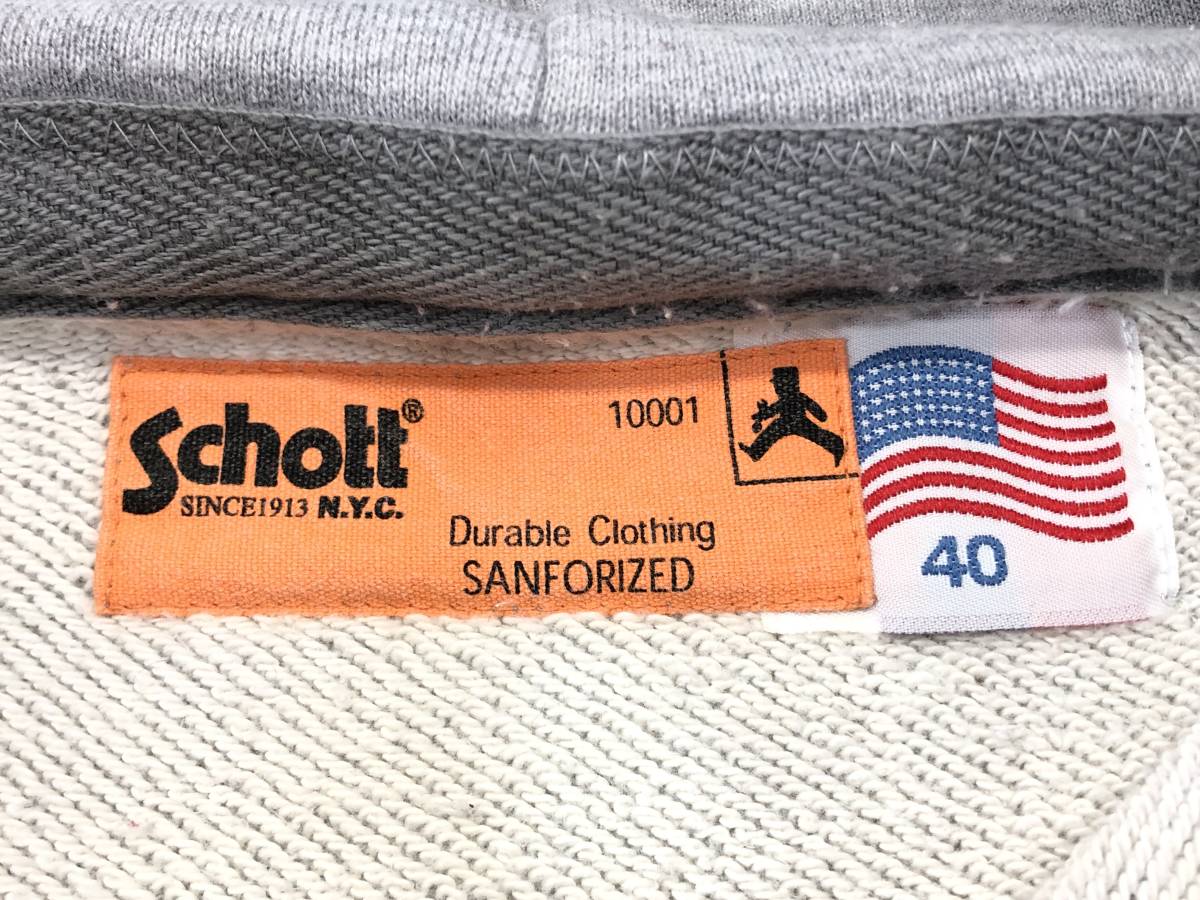 Schott®
SINCE1913 N.Y.C.
10001
Durable Clothing
SANFORIZED
40